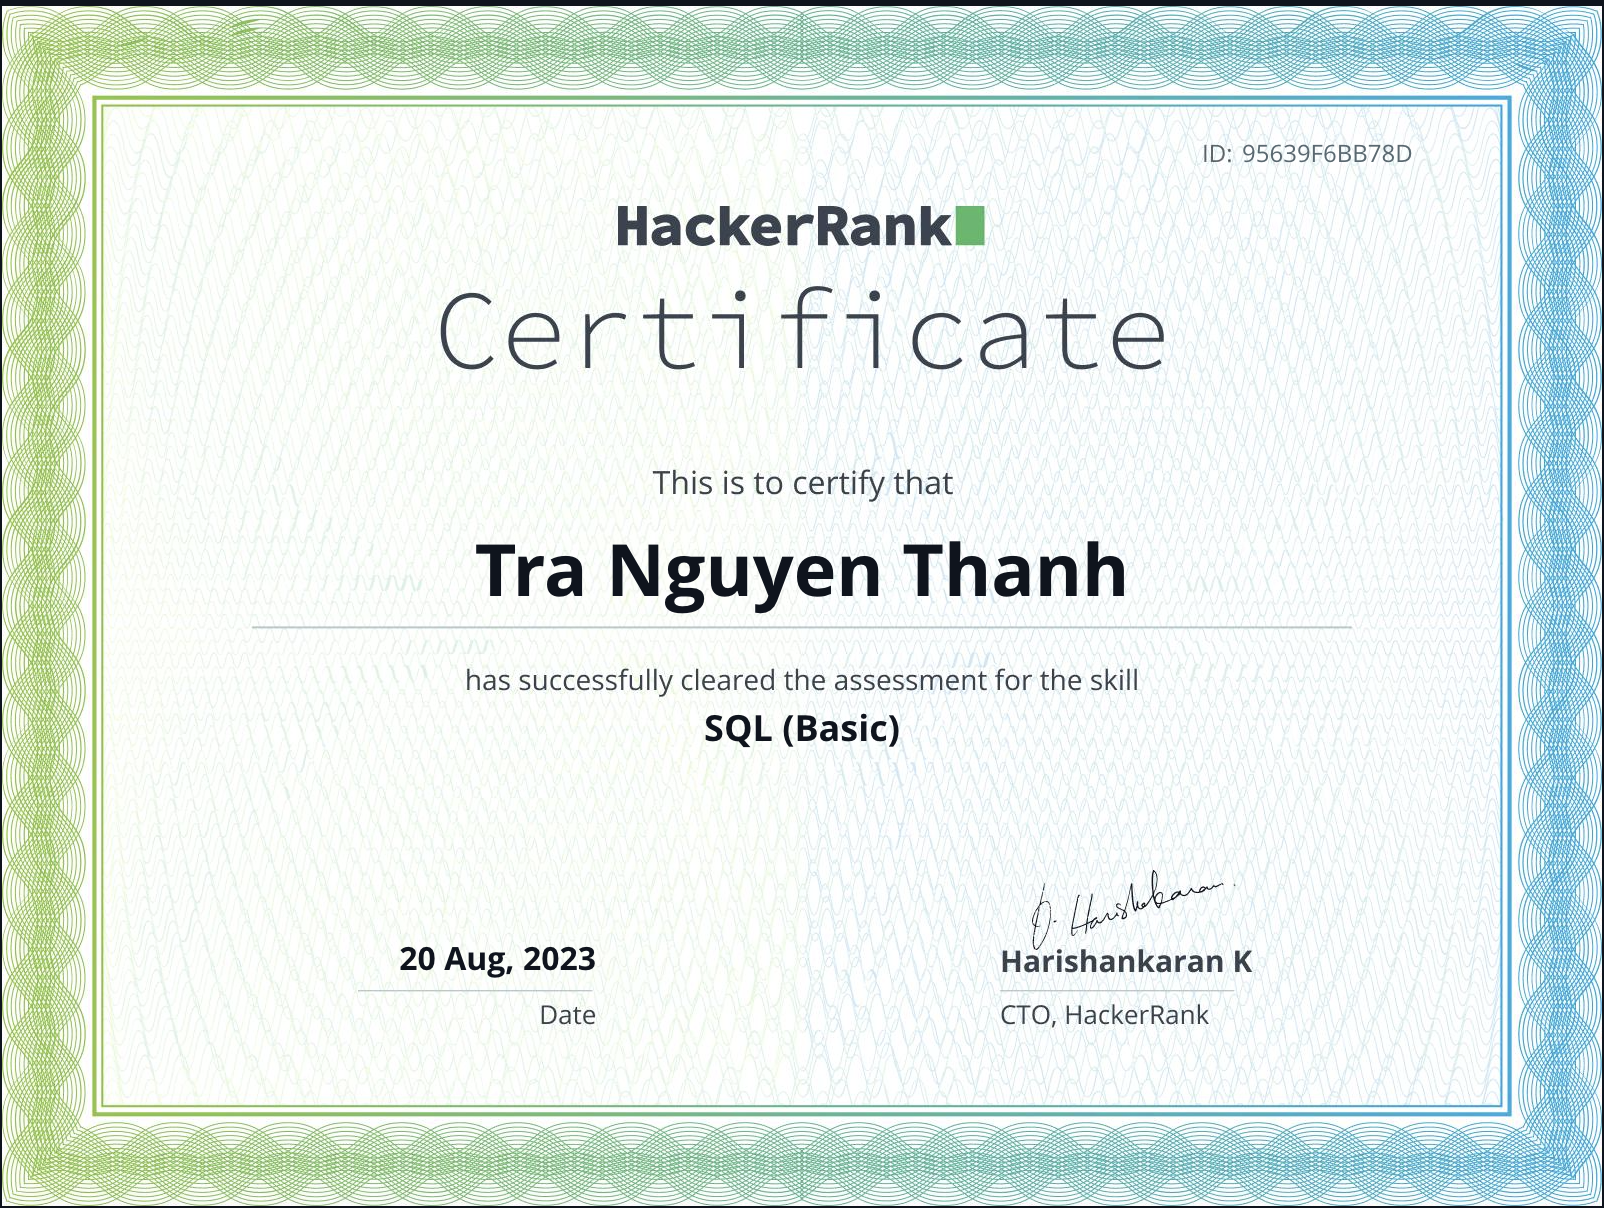 ID: 95639F6BB78D
HackerRank
Certificate
This is to certify that
Tra Nguyen Thanh
has successfully cleared the assessment for the skill
SQL (Basic)
20 Aug, 2023
Date
Harishankaran K
CTO, HackerRank